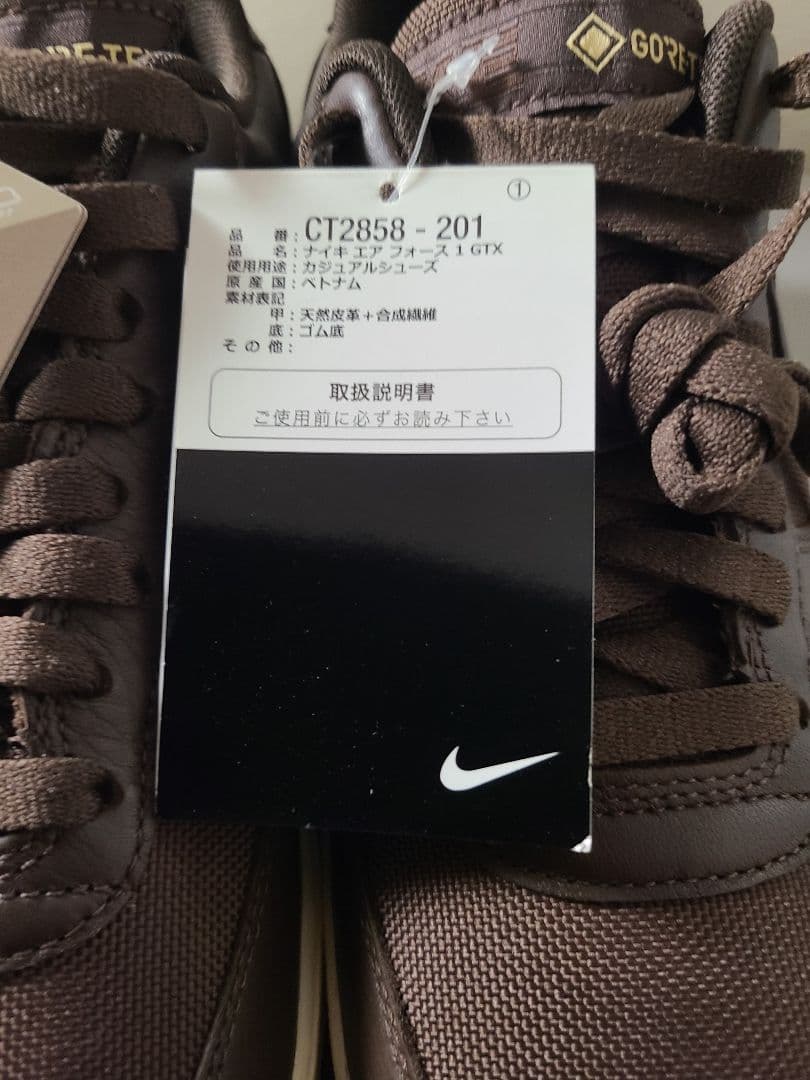 GORE-TEX
GORET
①
品番：CT2858 - 201
品名：ナイキ エア フォース 1 GTX
使用用途：カジュアルシューズ
原産国：ベトナム
素材表記
甲：天然皮革＋合成繊維
底：ゴム底
その他：
取扱説明書
ご使用前に必ずお読み下さい